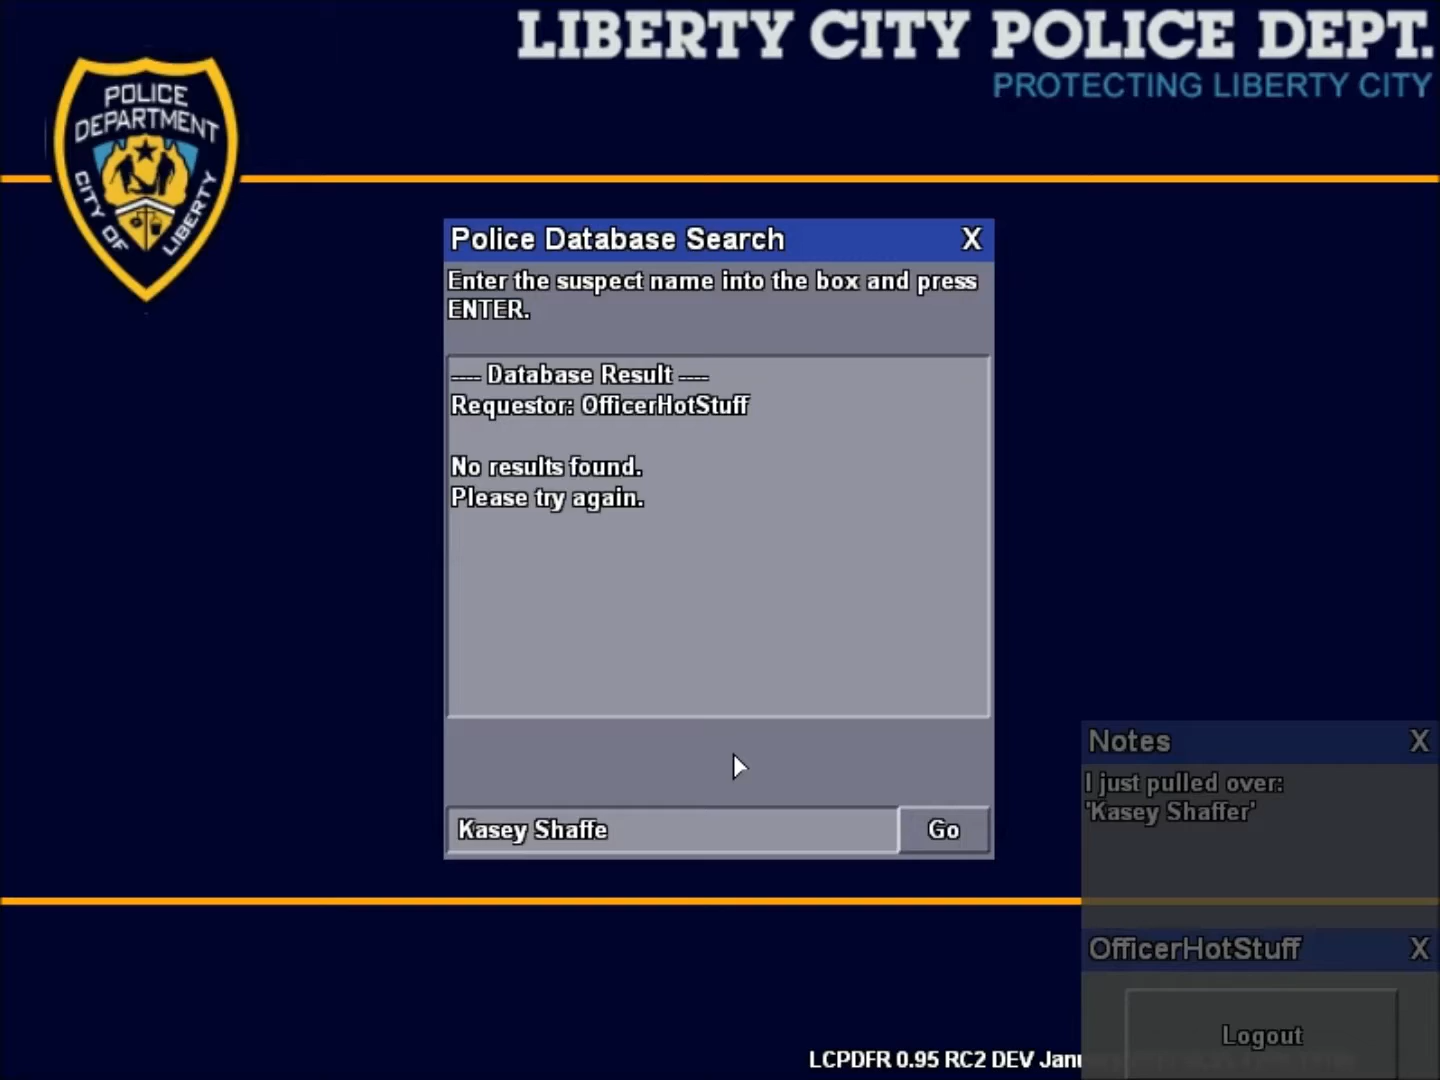 LIBERTY CITY POLICE DEPT.
PROTECTING LIBERTY CITY
POLICE
DEPARTMENT
CITY OF
LIBERTY
Police Database Search X
Enter the suspect name into the box and press
ENTER.
---- Database Result ----
Requestor: OfficerHotStuff
No results found.
Please try again.
Kasey Shaffe Go
Notes X
I just pulled over:
'Kasey Shaffer'
OfficerHotStuff X
Logout
LCPDFR 0.95 RC2 DEV